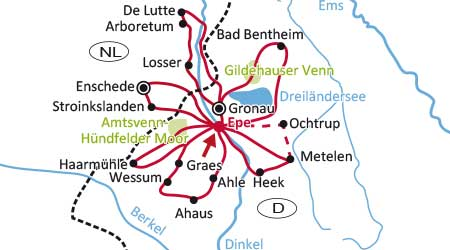 De Lutte
Arboretum
Ems
Bad Bentheim
NL
Losser
Gildehauser Venn
Enschede
Dreiländersee
Stroinkslanden
Gronau
Amtsvenn
Epe
Ochtrup
Hündfelder Moor
Haarmühle
Graes
Metelen
Wessum
Ahle
Heek
Ahaus
D
Berkel
Dinkel